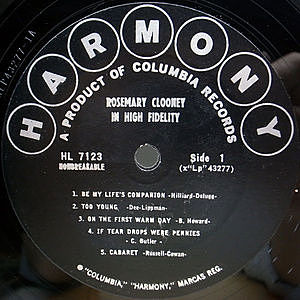 HARMONY
A PRODUCT OF COLUMBIA RECORDS
ROSEMARY CLOONEY
IN HIGH FIDELITY
HL 7123
NONBREAKABLE
Side 1
(x"Lp" 43277)
1. BE MY LIFE'S COMPANION -Hilliard-Delugg-
2. TOO YOUNG -Dee-Lippman-
3. ON THE FIRST WARM DAY -B. Howard-
4. IF TEAR DROPS WERE PENNIES
- C. Butler -
5. CABARET -Russell-Cowan-
® "COLUMBIA," "HARMONY," MARCAS REG.